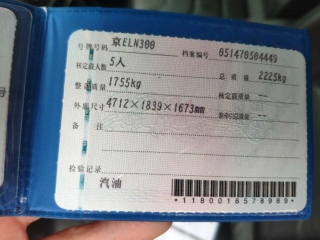 号牌号码 京ELN300 档案编号 051470504449
核定载人数 5人 总质量 2225kg
整备质量 1755kg 核定载质量 --
外廓尺寸 4712×1839×1673mm 准牵引总质量 --
备注
检验记录
汽油
*1180016578989*